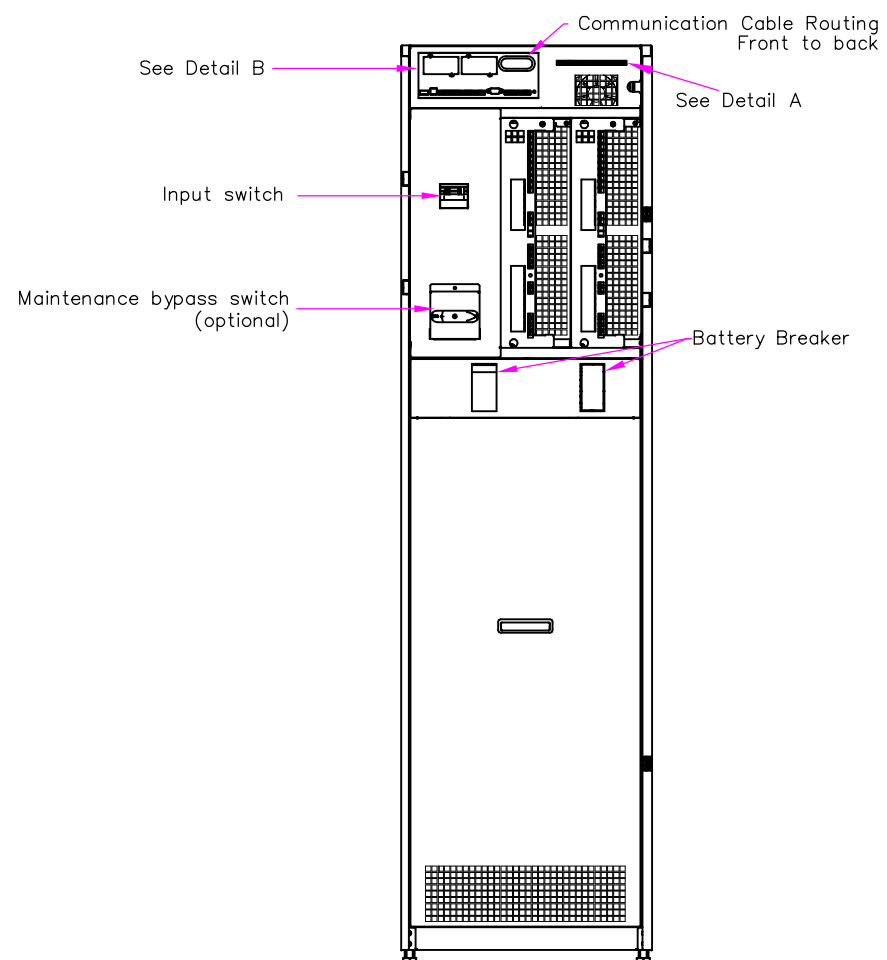 Communication Cable Routing
Front to back
See Detail B
See Detail A
Input switch
Maintenance bypass switch
(optional)
Battery Breaker